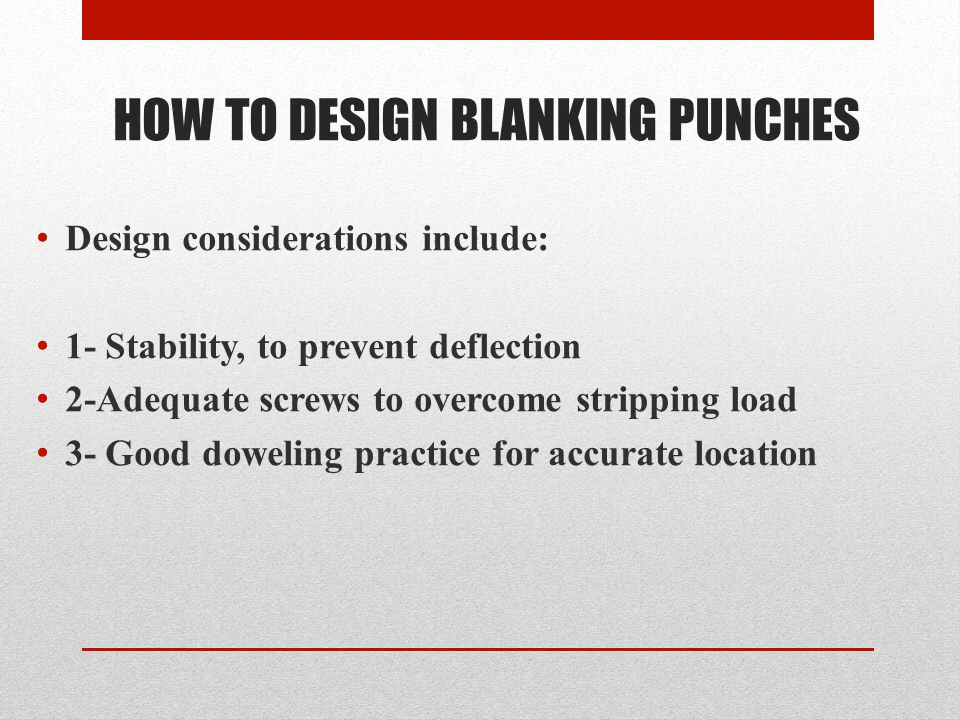 HOW TO DESIGN BLANKING PUNCHES
• Design considerations include:
• 1- Stability, to prevent deflection
• 2-Adequate screws to overcome stripping load
• 3- Good doweling practice for accurate location